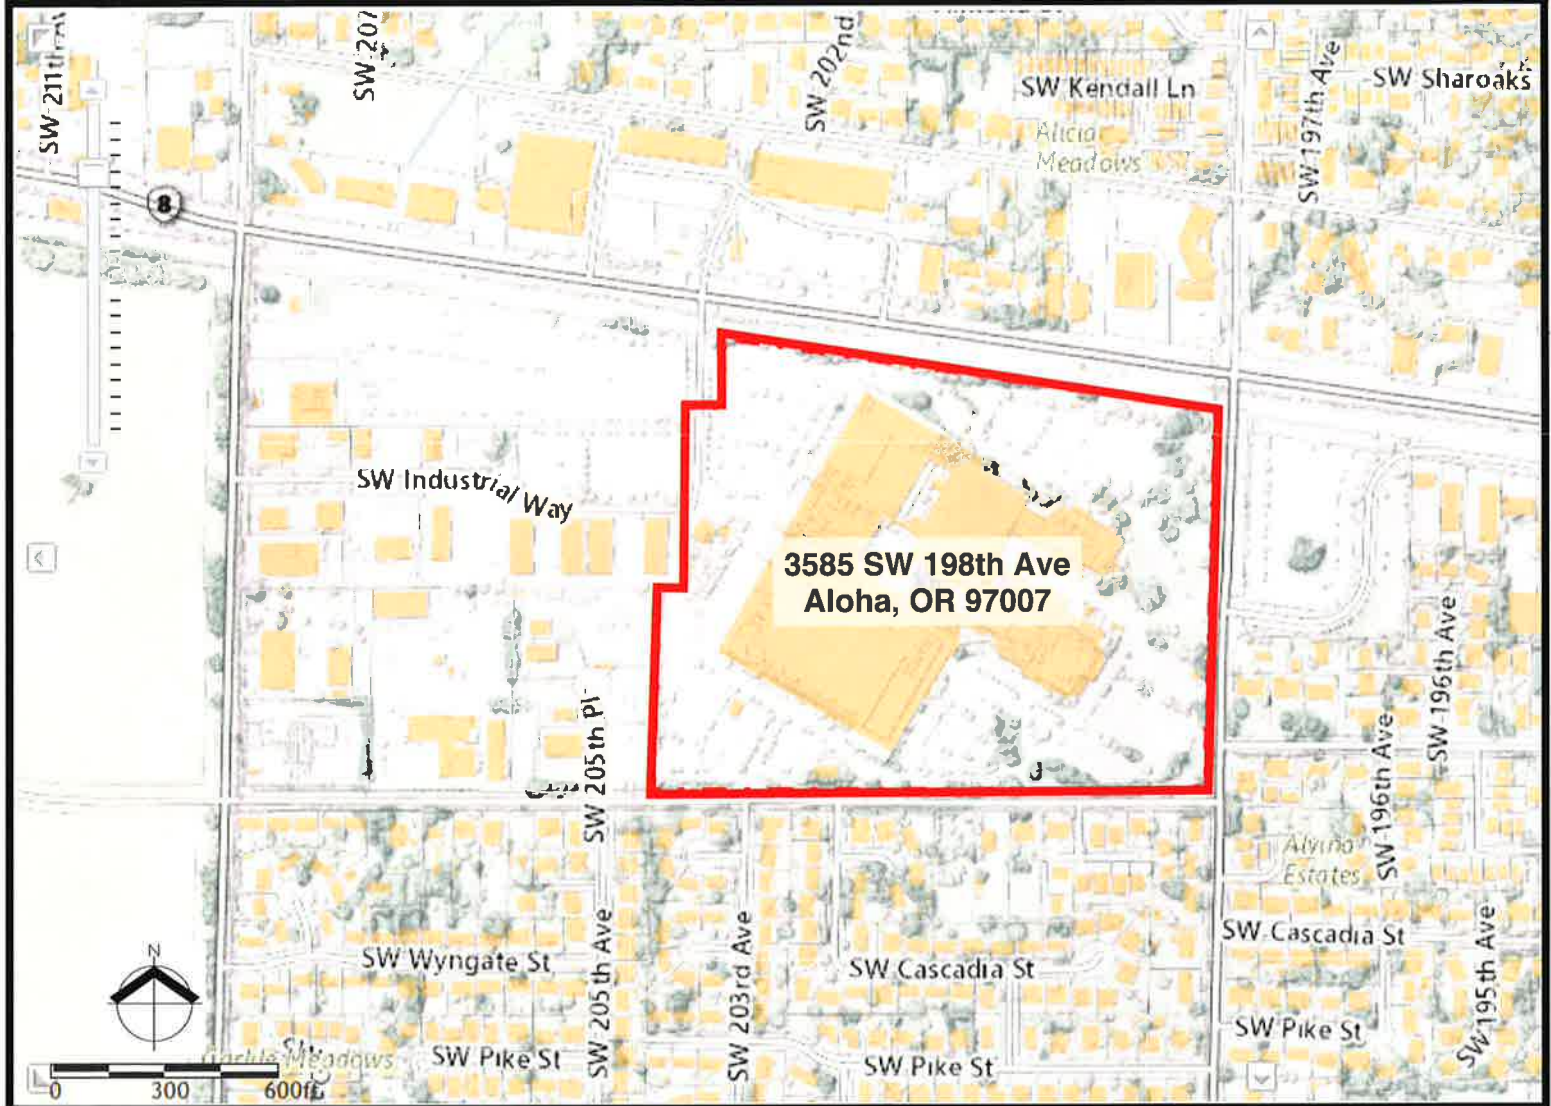 SW 207
SW 202nd
SW Kendall Ln
SW 197th Ave
SW Sharoaks
Alicia
Meadows
8
SW Industrial Way
3585 SW 198th Ave
Aloha, OR 97007
SW 196th Ave
SW 205th Pl
SW 196th Ave
Alvino
Estates
SW Wyngate St
SW 205th Ave
SW 203rd Ave
SW Cascadia St
SW Cascadia St
SW 195th Ave
N
Meadows
SW Pike St
SW Pike St
SW Pike St
0 300 600ft